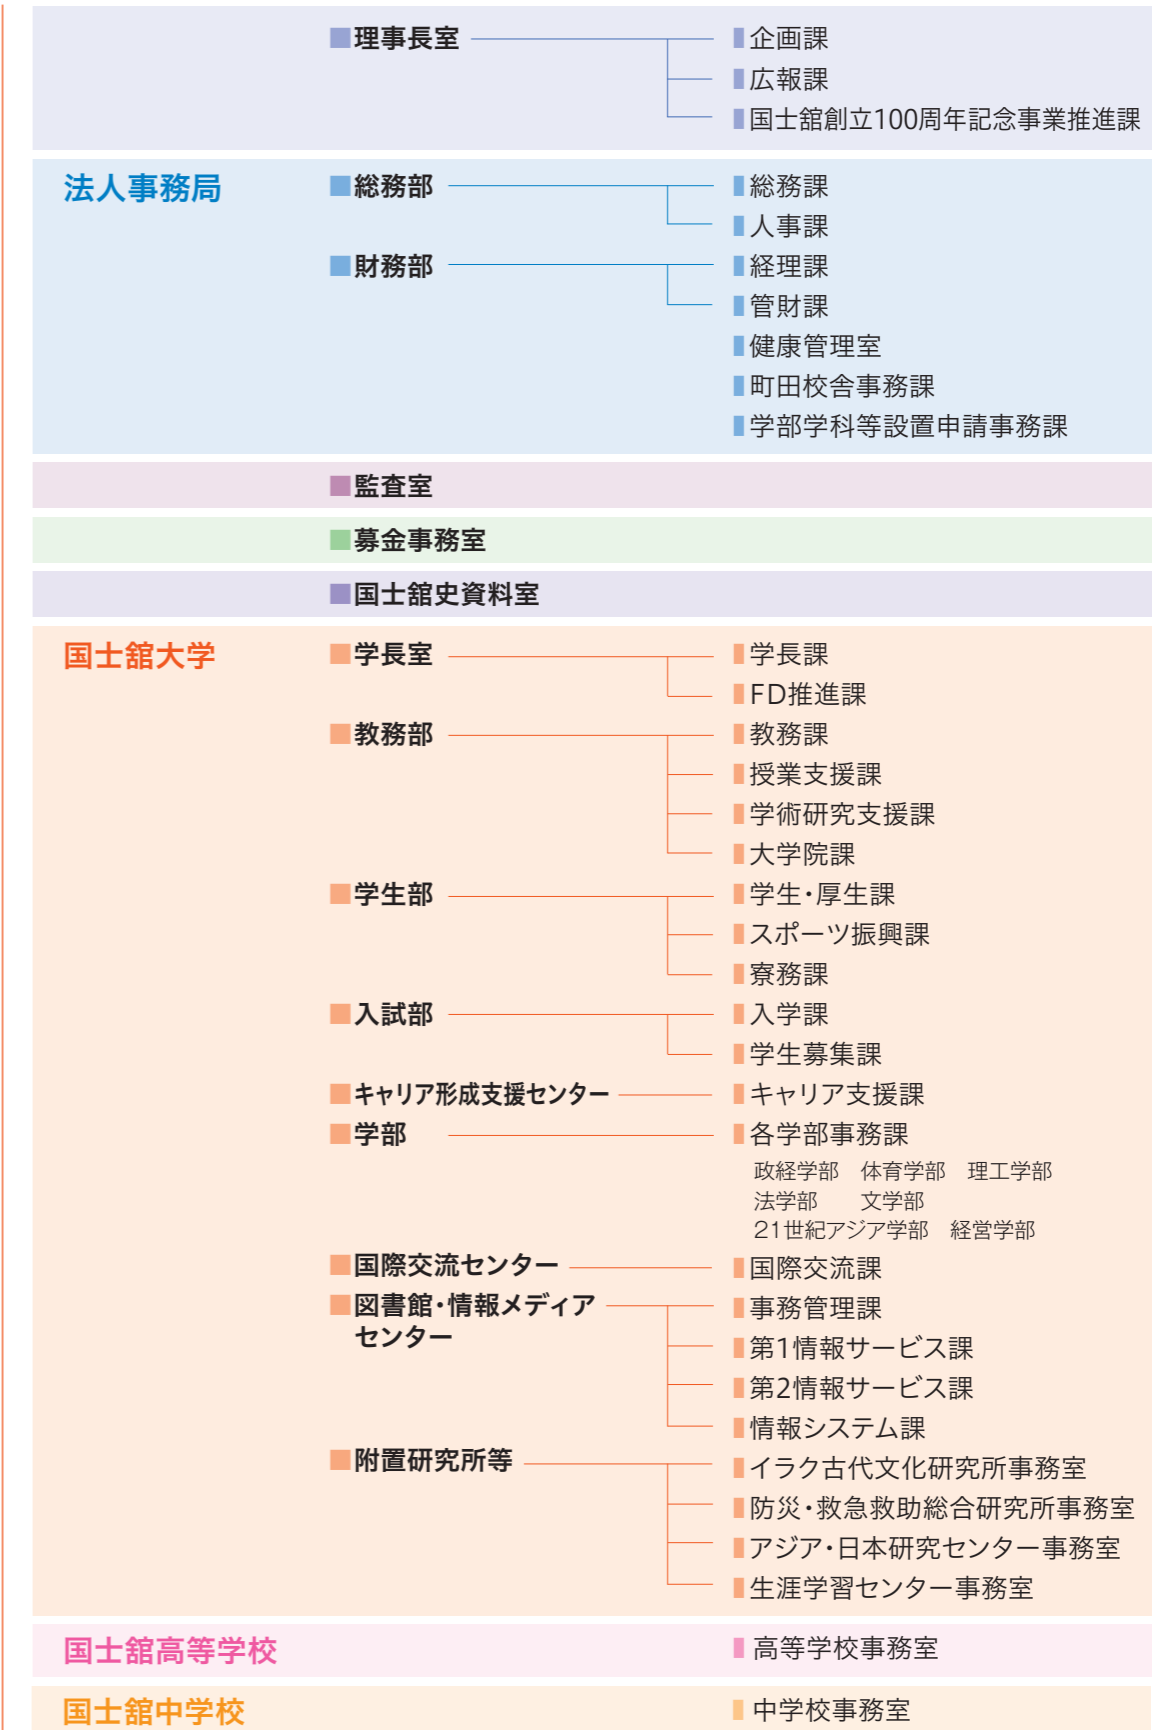 理事長室 企画課
広報課
国士舘創立100周年記念事業推進課
法人事務局 総務部 総務課
人事課
財務部 経理課
管財課
健康管理室
町田校舎事務課
学部学科等設置申請事務課
監査室
募金事務室
国士舘史資料室
国士舘大学 学長室 学長課
FD推進課
教務部 教務課
授業支援課
学術研究支援課
大学院課
学生部 学生・厚生課
スポーツ振興課
寮務課
入試部 入学課
学生募集課
キャリア形成支援センター キャリア支援課
学部 各学部事務課
政経学部 体育学部 理工学部
法学部 文学部
21世紀アジア学部 経営学部
国際交流センター 国際交流課
図書館・情報メディア 事務管理課
センター 第1情報サービス課
第2情報サービス課
情報システム課
附置研究所等 イラク古代文化研究所事務室
防災・救急救助総合研究所事務室
アジア・日本研究センター事務室
生涯学習センター事務室
国士舘高等学校 高等学校事務室
国士舘中学校 中学校事務室